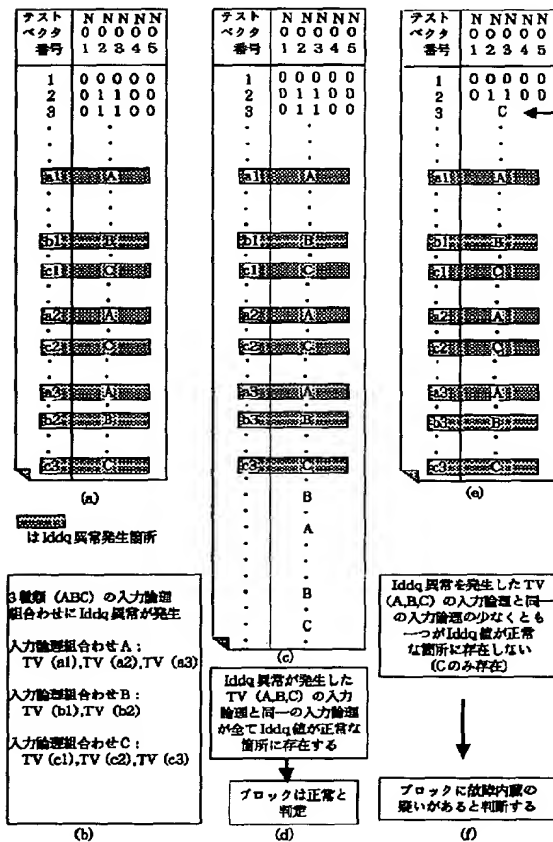 テスト N N N N N
ベクタ 0 0 0 0 0
番号 1 2 3 4 5
1 0 0 0 0 0
2 0 1 1 0 0
3 0 1 1 0 0
a1 A
b1 B
c1 C
a2 A
c2 C
a3 A
b2 B
c3 C
(a)
はIddq異常発生箇所
3種類(ABC)の入力論理
組合わせにIddq異常が発生
入力論理組合わせA:
TV(a1),TV(a2),TV(a3)
入力論理組合わせB:
TV(b1),TV(b2)
入力論理組合わせC:
TV(c1),TV(c2),TV(c3)
(b)
テスト N N N N N
ベクタ 0 0 0 0 0
番号 1 2 3 4 5
1 0 0 0 0 0
2 0 1 1 0 0
3 0 1 1 0 0
a1 A
b1 B
c1 C
a2 A
c2 C
a3 A
b3 B
c3 C
B
A
B
C
(c)
Iddq異常が発生した
TV(A,B,C)の入力
論理と同一の入力論理
が全てIddq値が正常な
箇所に存在する
ブロックは正常と
判定
(d)
テスト N N N N N
ベクタ 0 0 0 0 0
番号 1 2 3 4 5
1 0 0 0 0 0
2 0 1 1 0 0
3 C
a1 A
b1 B
c1 C
a2 A
c2 C
a3 A
b3 B
c3 C
(e)
Iddq異常を発生したTV
(A,B,C)の入力論理と同一
の入力論理の少なくとも
一つがIddq値が正常
な箇所に存在しない
(Cのみ存在)
ブロックに故障内蔵の
疑いがあると判断する
(f)